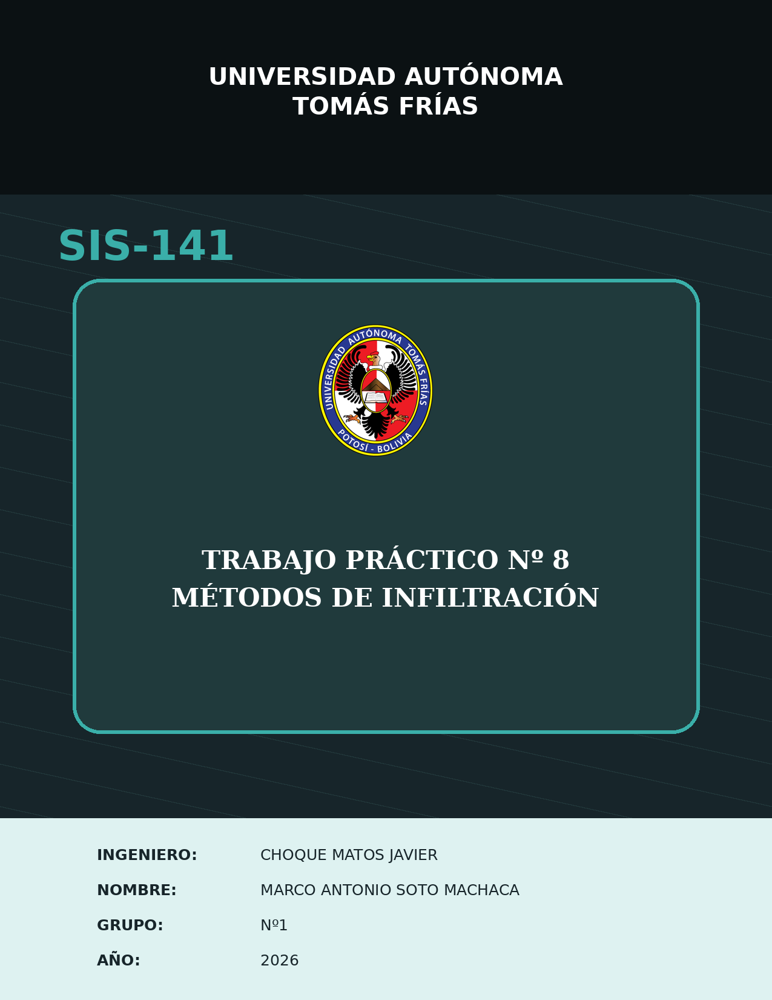 UNIVERSIDAD AUTÓNOMA
TOMÁS FRÍAS
SIS-141
UNIVERSIDAD AUTÓNOMA TOMÁS FRÍAS
POTOSÍ - BOLIVIA
TRABAJO PRÁCTICO Nº 8
MÉTODOS DE INFILTRACIÓN
INGENIERO: CHOQUE MATOS JAVIER
NOMBRE: MARCO ANTONIO SOTO MACHACA
GRUPO: Nº1
AÑO: 2026